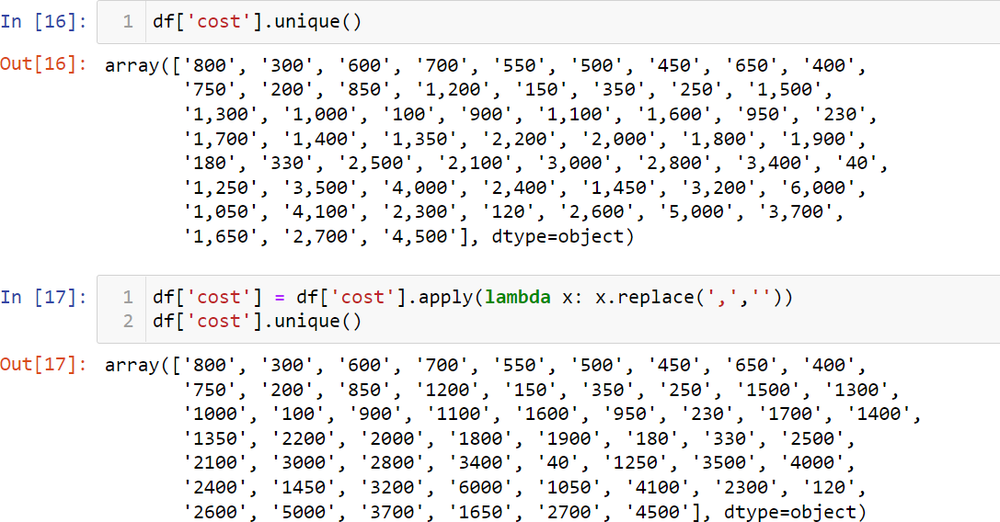 In [16]: 1 df['cost'].unique()
Out[16]: array(['800', '300', '600', '700', '550', '500', '450', '650', '400',
'750', '200', '850', '1,200', '150', '350', '250', '1,500',
'1,300', '1,000', '100', '900', '1,100', '1,600', '950', '230',
'1,700', '1,400', '1,350', '2,200', '2,000', '1,800', '1,900',
'180', '330', '2,500', '2,100', '3,000', '2,800', '3,400', '40',
'1,250', '3,500', '4,000', '2,400', '1,450', '3,200', '6,000',
'1,050', '4,100', '2,300', '120', '2,600', '5,000', '3,700',
'1,650', '2,700', '4,500'], dtype=object)
In [17]: 1 df['cost'] = df['cost'].apply(lambda x: x.replace(',',''))
2 df['cost'].unique()
Out[17]: array(['800', '300', '600', '700', '550', '500', '450', '650', '400',
'750', '200', '850', '1200', '150', '350', '250', '1500', '1300',
'1000', '100', '900', '1100', '1600', '950', '230', '1700', '1400',
'1350', '2200', '2000', '1800', '1900', '180', '330', '2500',
'2100', '3000', '2800', '3400', '40', '1250', '3500', '4000',
'2400', '1450', '3200', '6000', '1050', '4100', '2300', '120',
'2600', '5000', '3700', '1650', '2700', '4500'], dtype=object)